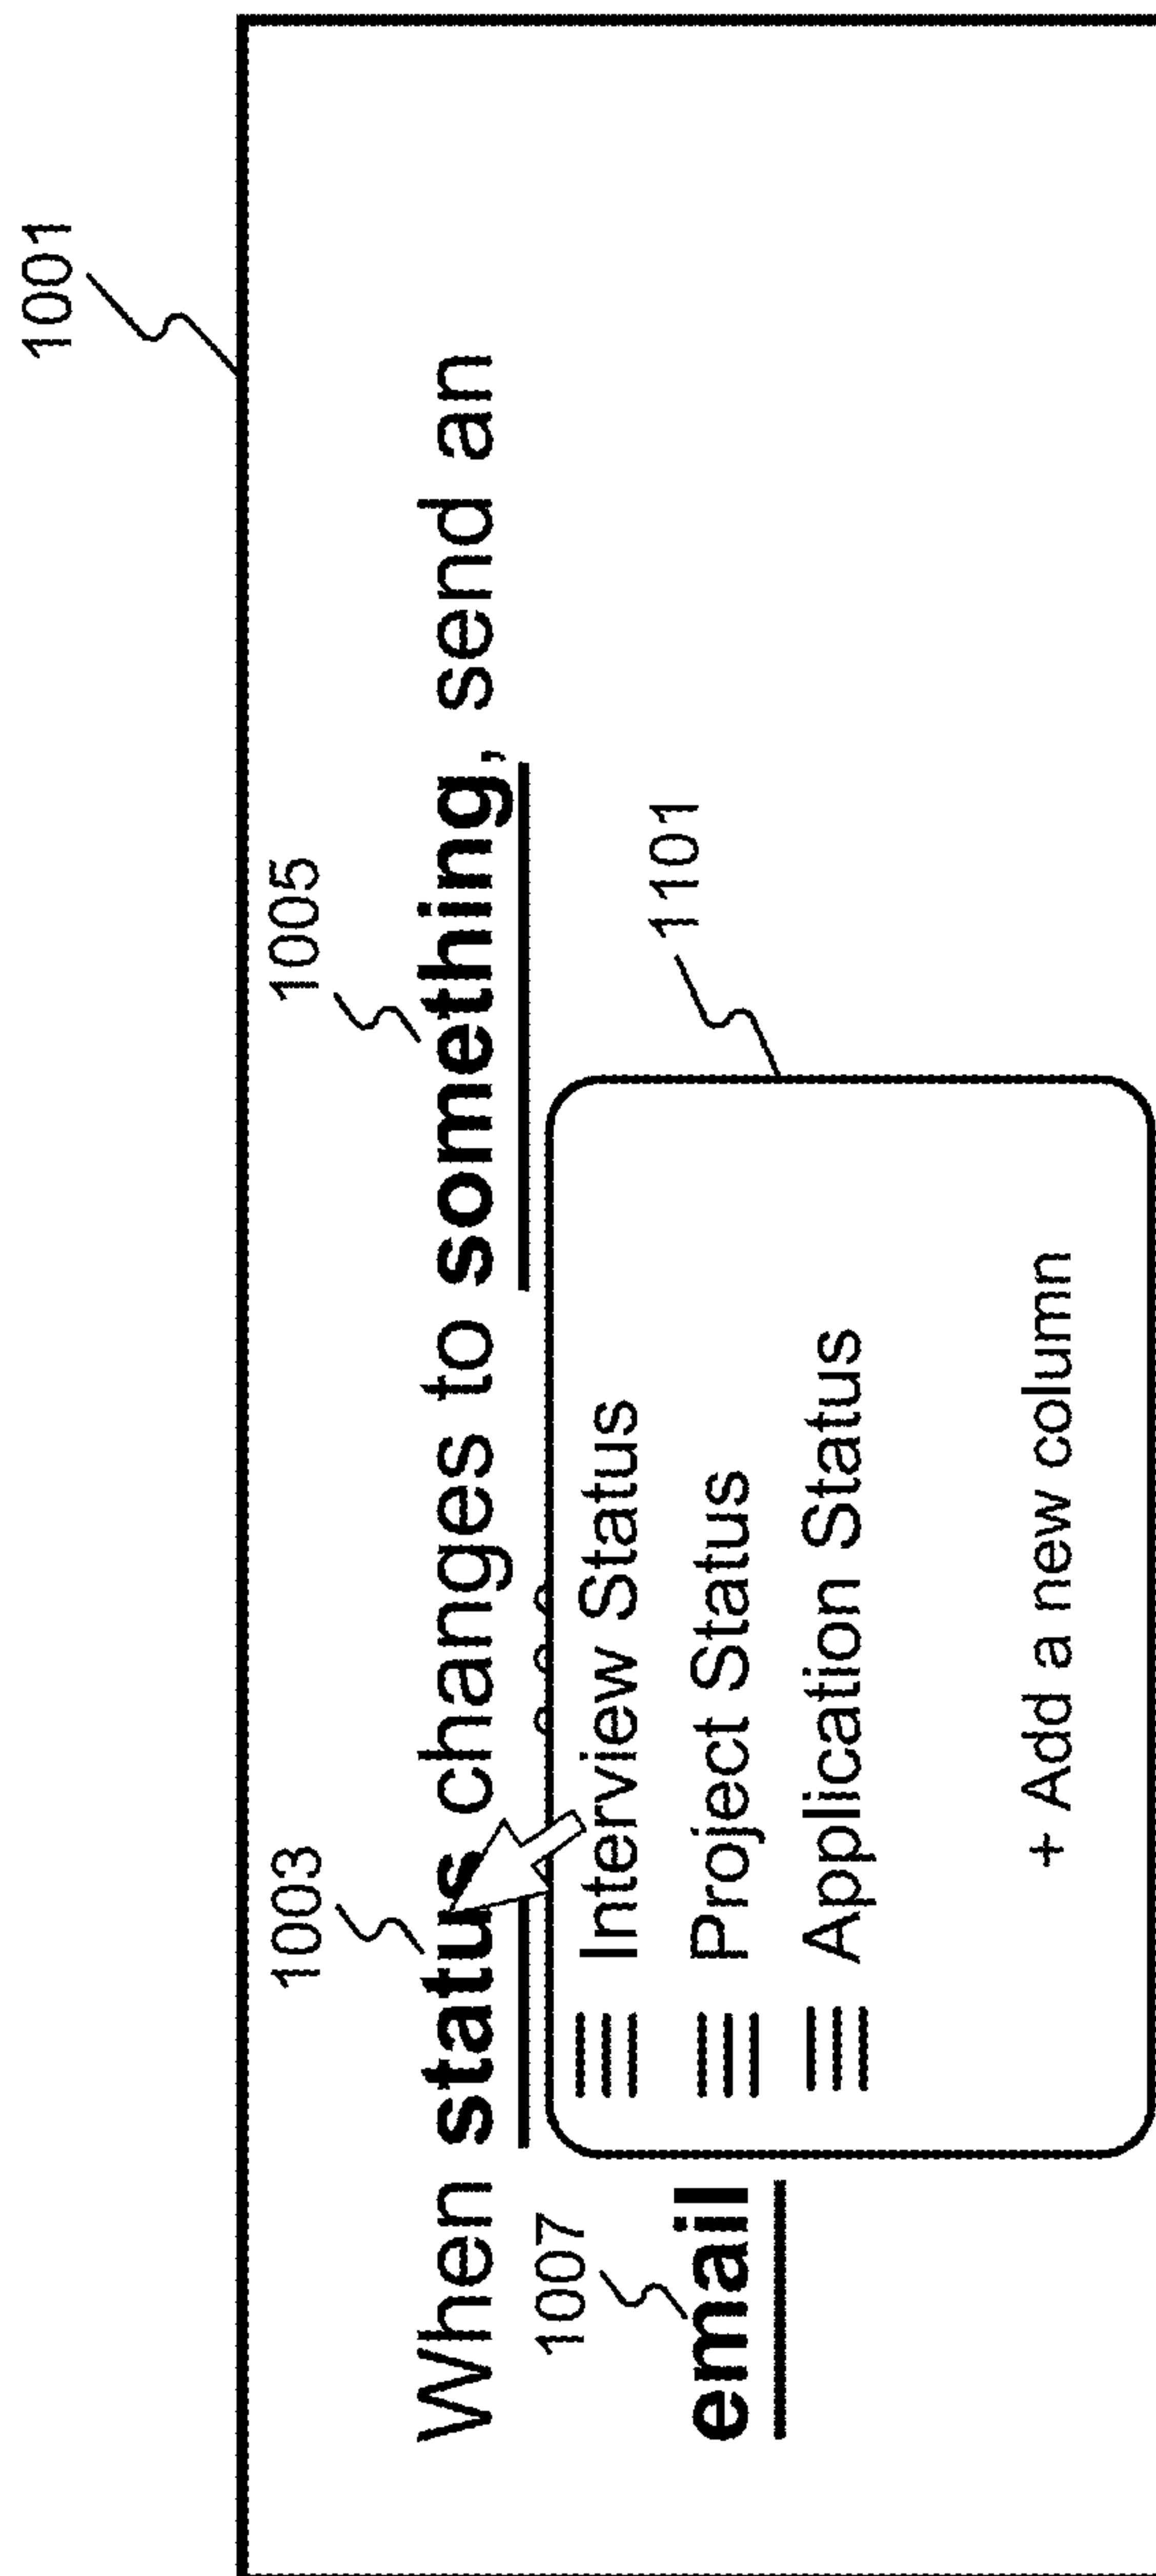 1001
1003
1005
When status changes to something, send an
1007
1101
email
Interview Status
Project Status
Application Status
+ Add a new column